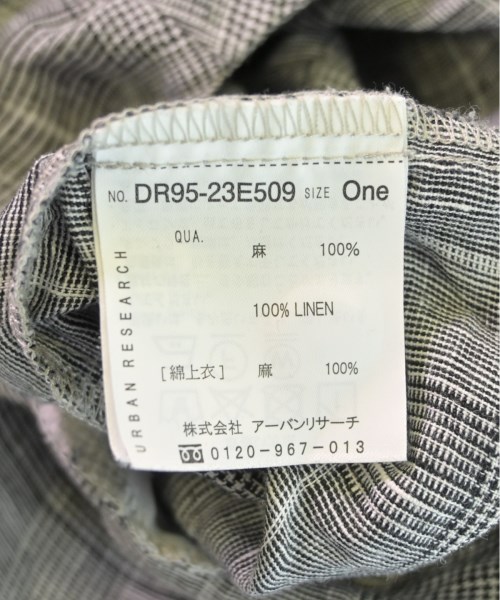 NO. DR95-23E509 SIZE One
QUA.
麻 100%
100% LINEN
[綿上衣] 麻 100%
株式会社 アーバンリサーチ
0120-967-013
URBAN RESEARCH